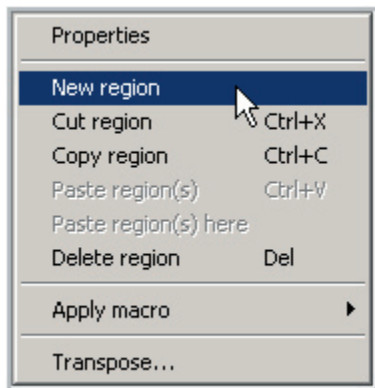 Properties
New region
Cut region Ctrl+X
Copy region Ctrl+C
Paste region(s) Ctrl+V
Paste region(s) here
Delete region Del
Apply macro
Transpose...